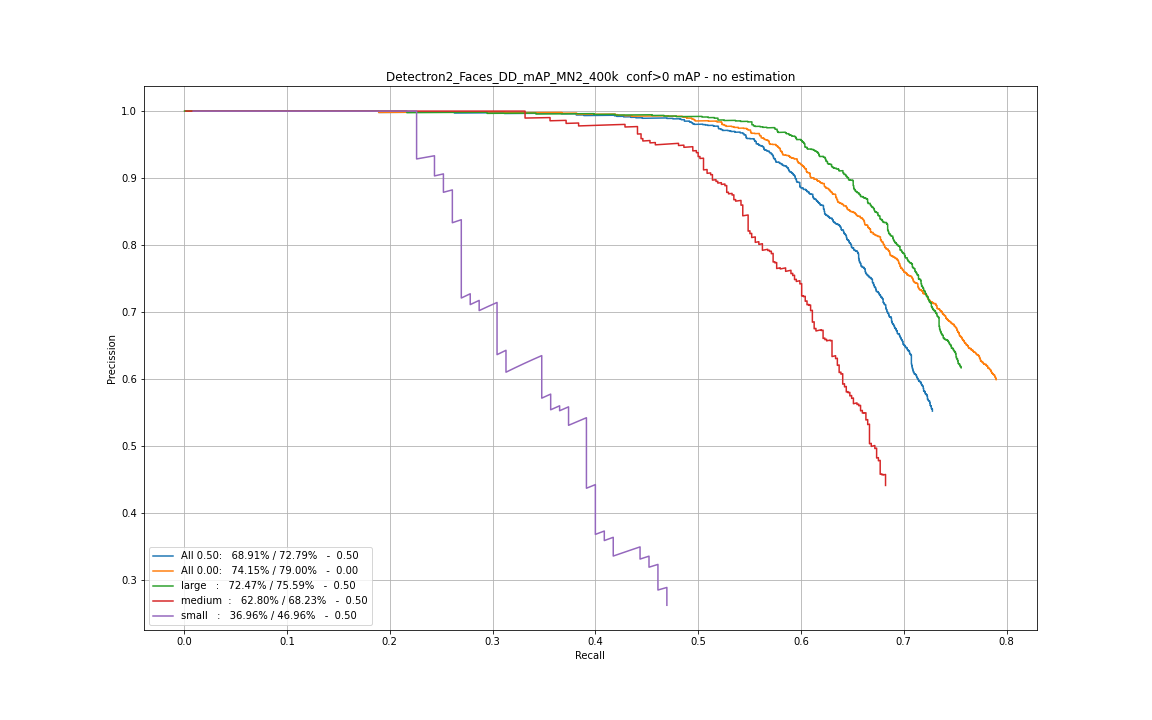 Detectron2_Faces_DD_mAP_MN2_400k  conf>0 mAP - no estimation
1.0
0.9
0.8
0.7
0.6
0.5
0.4
0.3
Precission
All 0.50:   68.91% / 72.79%   -  0.50
All 0.00:   74.15% / 79.00%   -  0.00
large   :   72.47% / 75.59%   -  0.50
medium  :   62.80% / 68.23%   -  0.50
small   :   36.96% / 46.96%   -  0.50
0.0 0.1 0.2 0.3 0.4 0.5 0.6 0.7 0.8
Recall